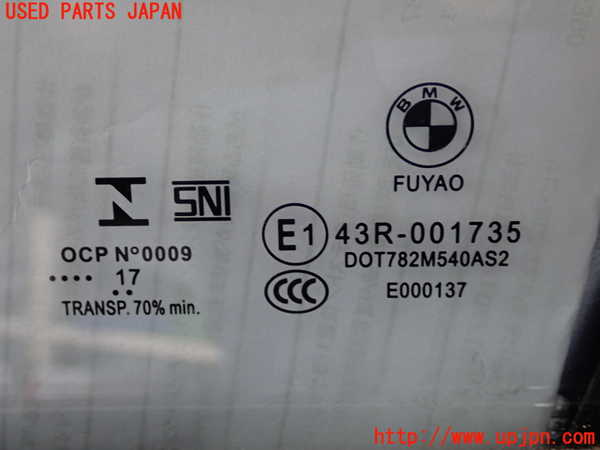 USED PARTS JAPAN
BMW
FUYAO
SNI
OCP Nº0009
E1
43R-001735
DOT782M540AS2
.... 17
..
TRANSP. 70% min.
CCC
E000137
http://www.upjpn.com